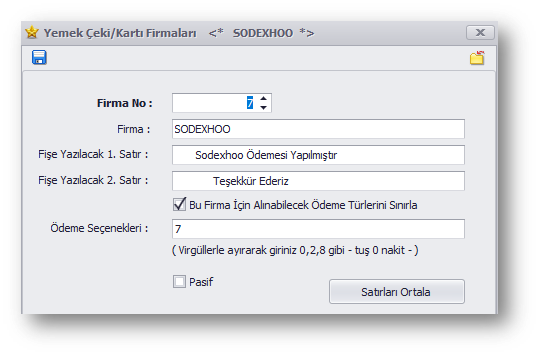 Yemek Çeki/Kartı Firmaları <* SODEXHOO *>
Firma No : 7
Firma : SODEXHOO
Fişe Yazılacak 1. Satır : Sodexhoo Ödemesi Yapılmıştır
Fişe Yazılacak 2. Satır : Teşekkür Ederiz
Bu Firma İçin Alınabilecek Ödeme Türlerini Sınırla
Ödeme Seçenekleri : 7
( Virgüllerle ayırarak giriniz 0,2,8 gibi - tuş 0 nakit - )
Pasif
Satırları Ortala